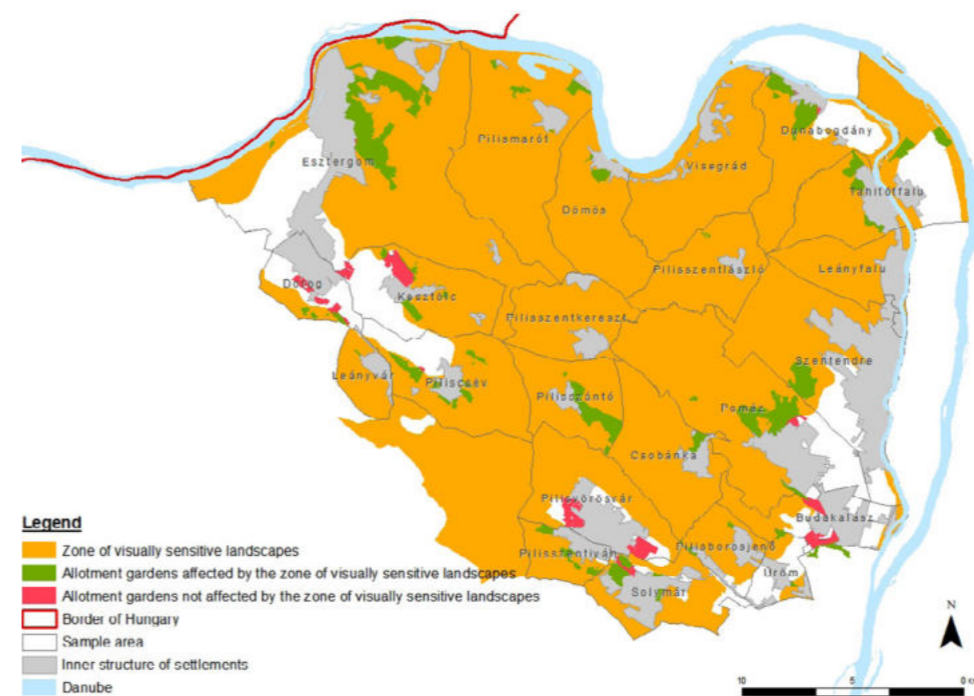 Pilismarót
Visegrád
Dunabogdány
Esztergom
Tahitótfalu
Dömös
Pilisszentlászló
Leányfalu
Dorog
Kesztölc
Pilisszentkereszt
Szentendre
Leányvár
Piliscsév
Pilisszántó
Pomáz
Csobánka
Pilisvörösvár
Budakalász
Pilisszentiván
Pilisborosjenő
Üröm
Solymár
Legend
Zone of visually sensitive landscapes
Allotment gardens affected by the zone of visually sensitive landscapes
Allotment gardens not affected by the zone of visually sensitive landscapes
Border of Hungary
Sample area
Inner structure of settlements
Danube
N
10 5 0